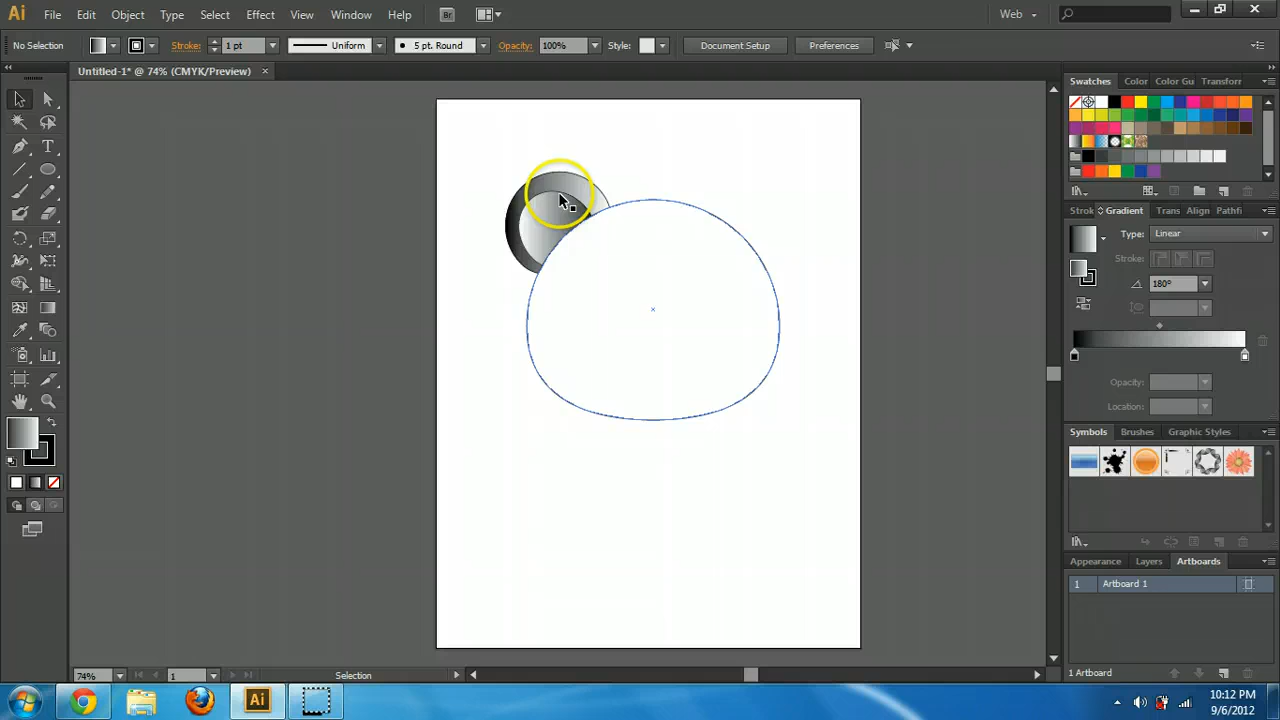 Ai File Edit Object Type Select Effect View Window Help Br Web
No Selection Stroke: 1 pt Uniform 5 pt. Round Opacity: 100% Style: Document Setup Preferences
Untitled-1* @ 74% (CMYK/Preview) ×
Swatches Color Color Gu Transforr
Strok Gradient Trans Align Pathfi
Type: Linear
Stroke:
180°
Opacity:
Location:
Symbols Brushes Graphic Styles
Appearance Layers Artboards
1 Artboard 1
1 Artboard
74% 1 Selection
Ai
10:12 PM
9/6/2012